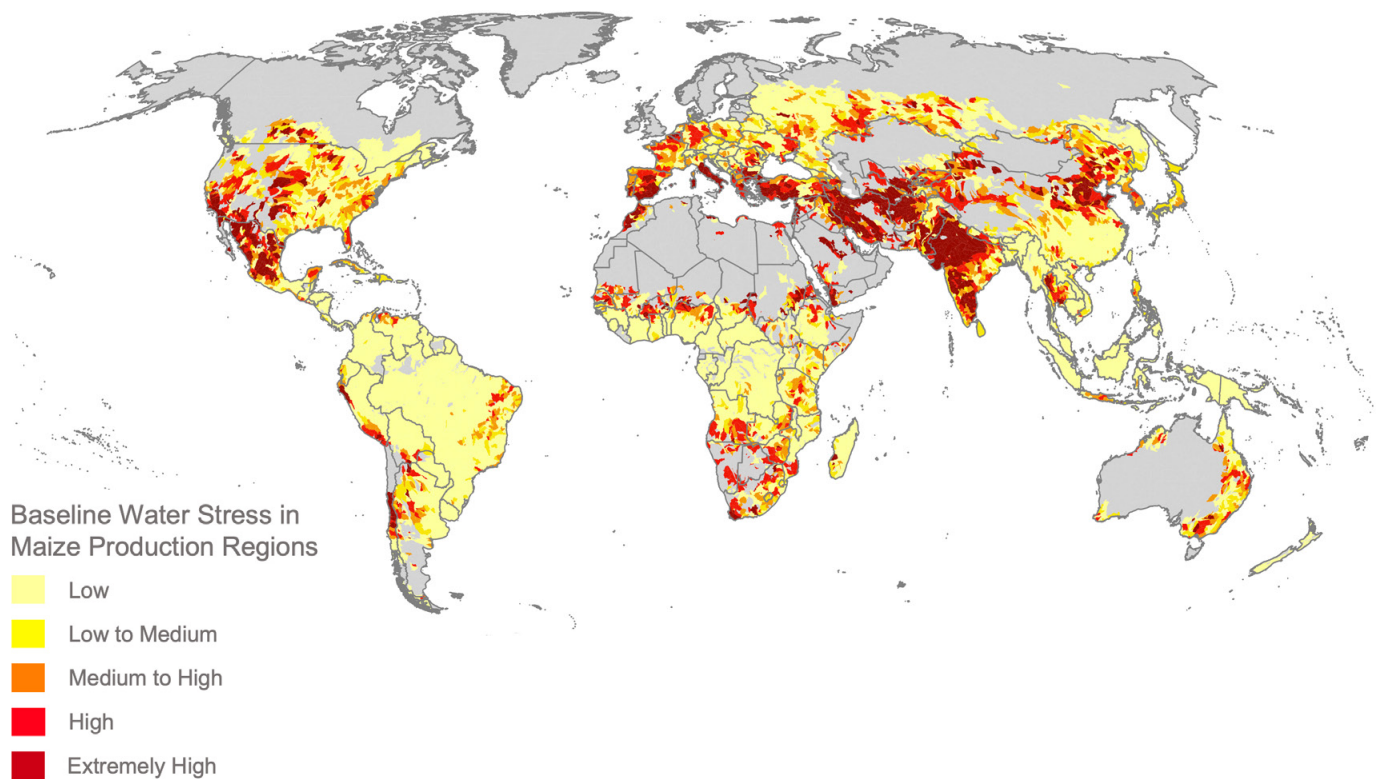 Baseline Water Stress in
Maize Production Regions
Low
Low to Medium
Medium to High
High
Extremely High